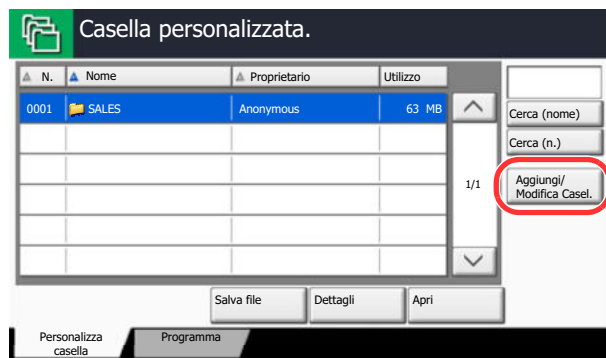 Casella personalizzata.
N. Nome Proprietario Utilizzo
0001 SALES Anonymous 63 MB
Cerca (nome)
Cerca (n.)
1/1
Aggiungi/
Modifica Casel.
Salva file Dettagli Apri
Personalizza
casella
Programma